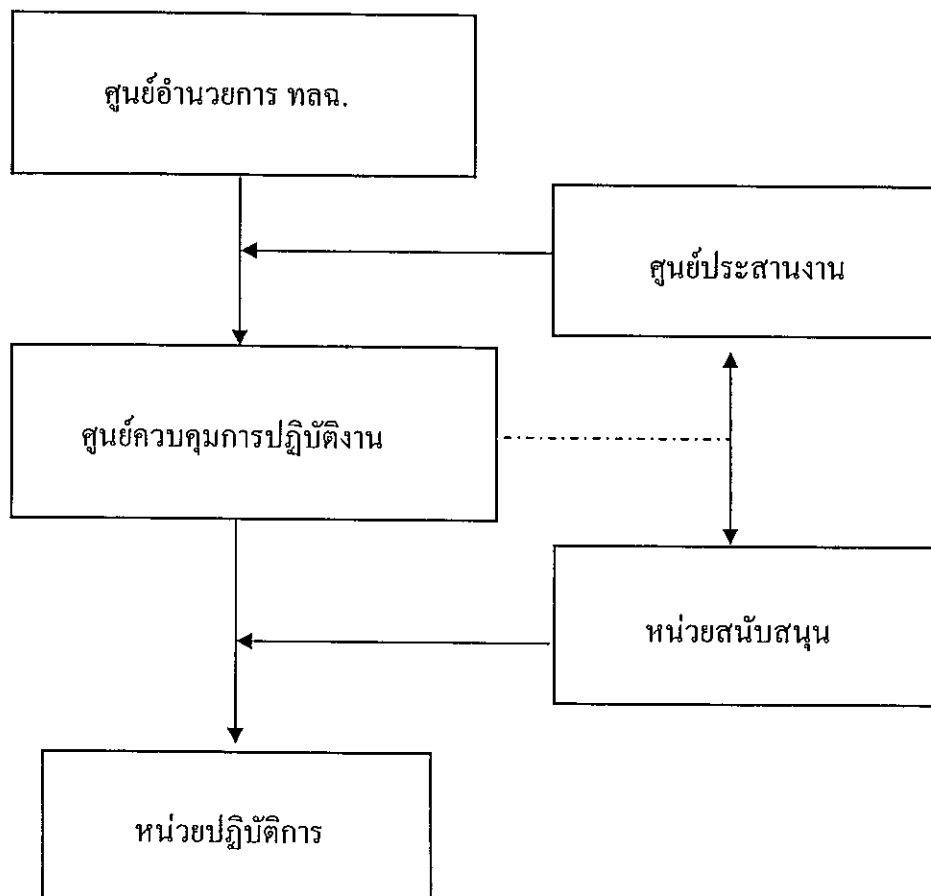 ศูนย์อำนวยการ ทลฉ.
ศูนย์ประสานงาน
ศูนย์ควบคุมการปฏิบัติงาน
หน่วยสนับสนุน
หน่วยปฏิบัติการ